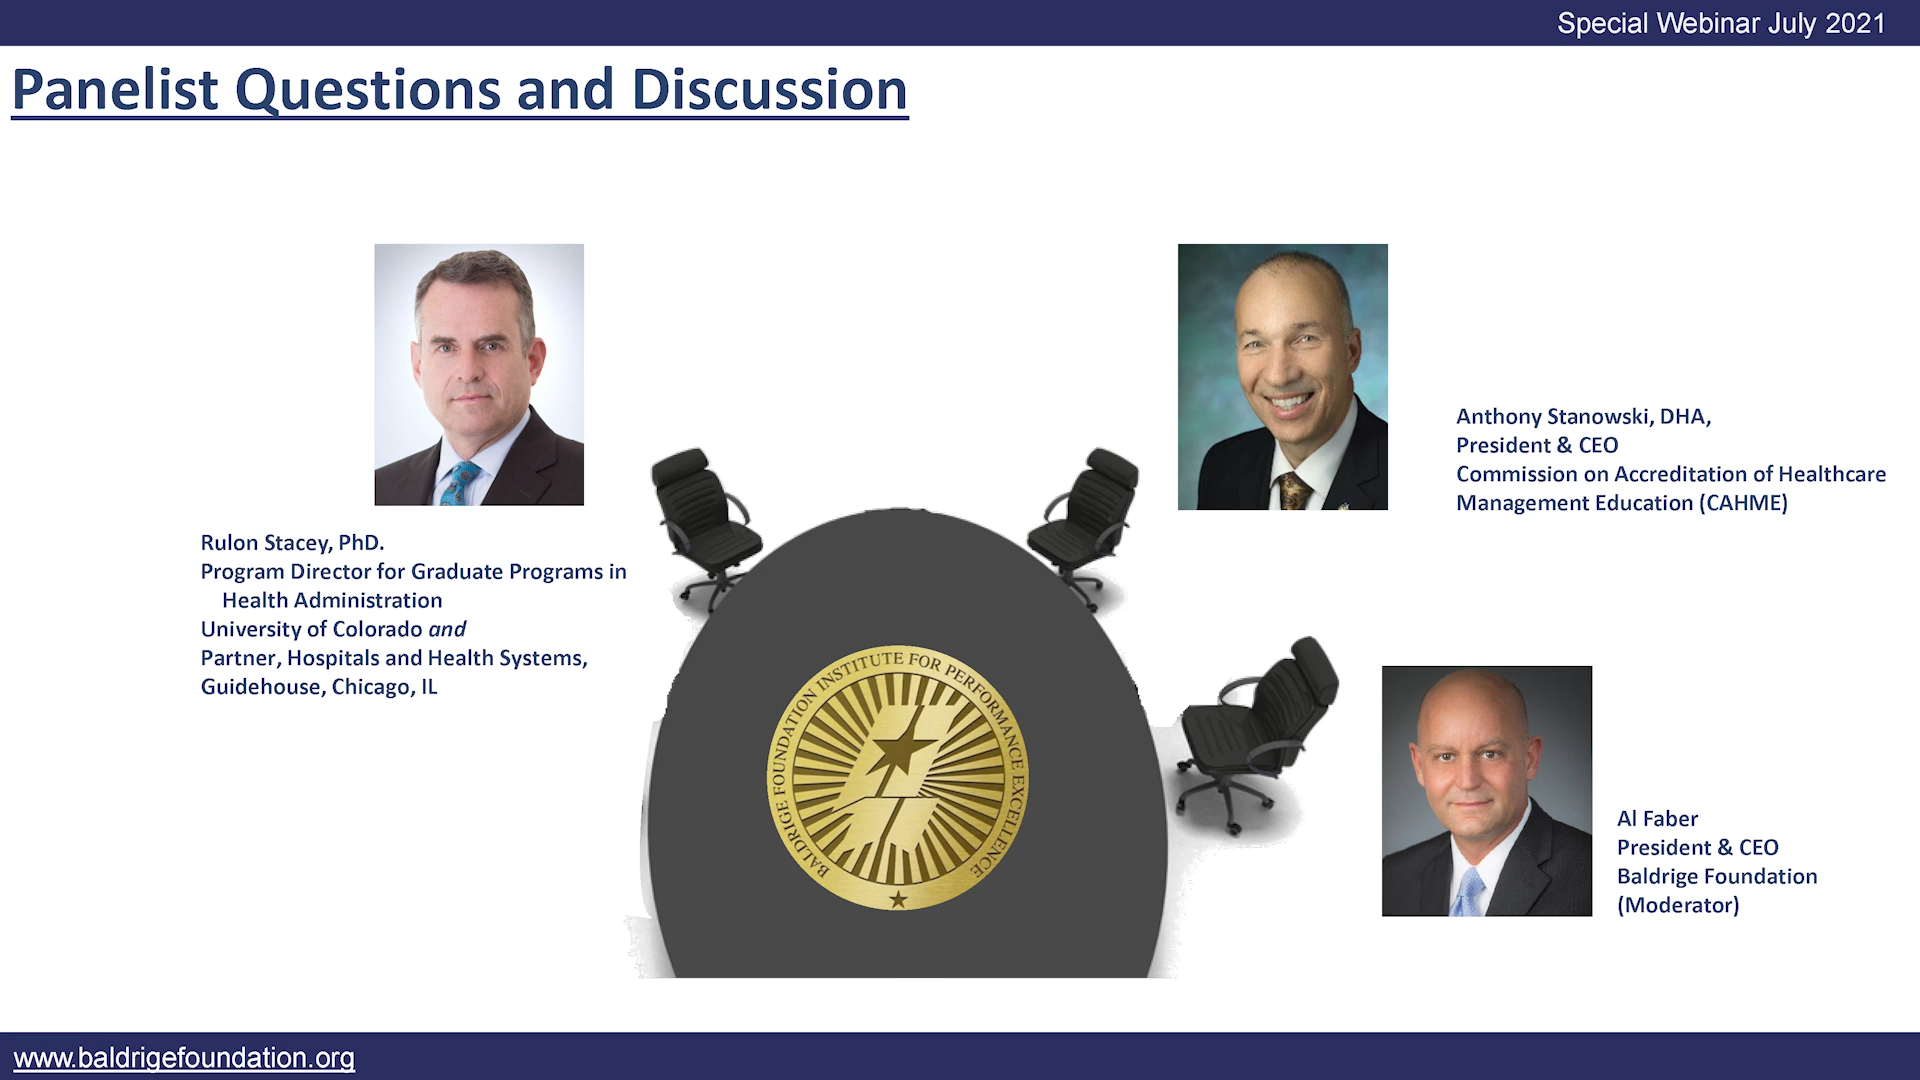 Special Webinar July 2021
Panelist Questions and Discussion
Rulon Stacey, PhD.
Program Director for Graduate Programs in
Health Administration
University of Colorado and
Partner, Hospitals and Health Systems,
Guidehouse, Chicago, IL
Anthony Stanowski, DHA,
President & CEO
Commission on Accreditation of Healthcare
Management Education (CAHME)
BALDRIGE FOUNDATION INSTITUTE FOR PERFORMANCE EXCELLENCE
Al Faber
President & CEO
Baldrige Foundation
(Moderator)
www.baldrigefoundation.org